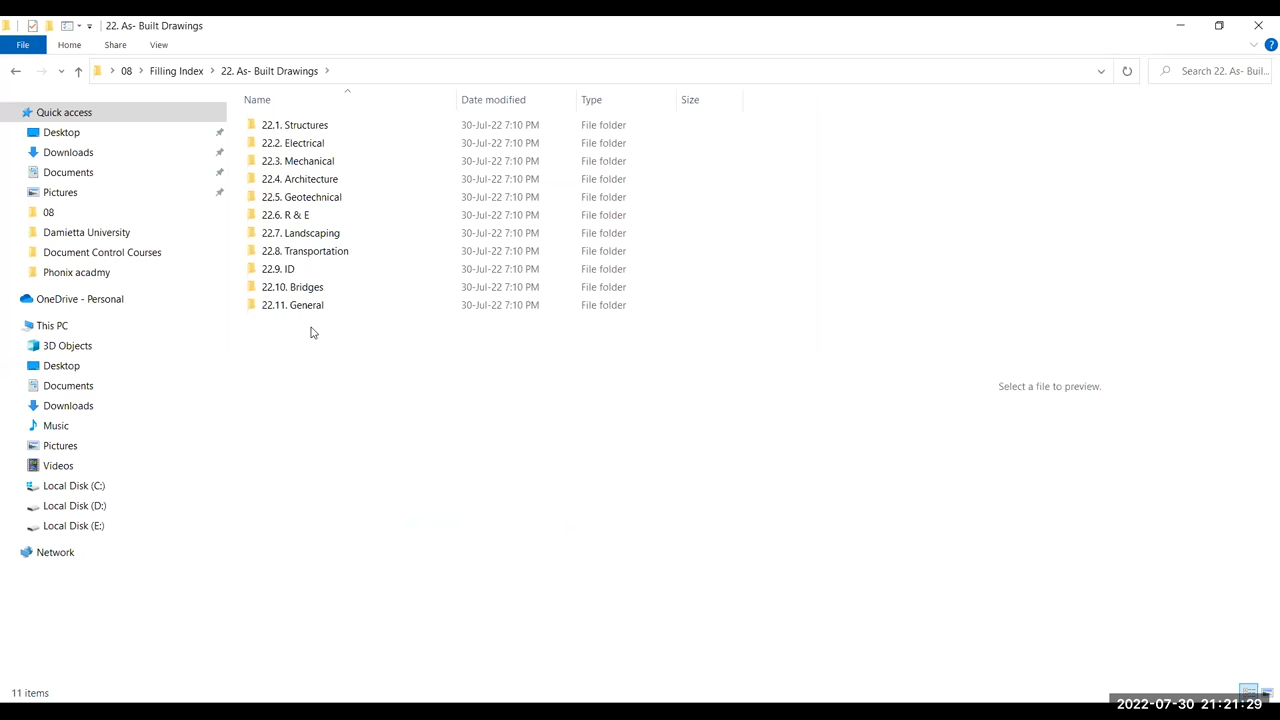 22. As- Built Drawings
File Home Share View
08 Filling Index 22. As- Built Drawings Search 22. As- Buil...
Name Date modified Type Size
Quick access
Desktop
Downloads
Documents
Pictures
08
Damietta University
Document Control Courses
Phonix acadmy
OneDrive - Personal
This PC
3D Objects
Desktop
Documents
Downloads
Music
Pictures
Videos
Local Disk (C:)
Local Disk (D:)
Local Disk (E:)
Network
22.1. Structures 30-Jul-22 7:10 PM File folder
22.2. Electrical 30-Jul-22 7:10 PM File folder
22.3. Mechanical 30-Jul-22 7:10 PM File folder
22.4. Architecture 30-Jul-22 7:10 PM File folder
22.5. Geotechnical 30-Jul-22 7:10 PM File folder
22.6. R & E 30-Jul-22 7:10 PM File folder
22.7. Landscaping 30-Jul-22 7:10 PM File folder
22.8. Transportation 30-Jul-22 7:10 PM File folder
22.9. ID 30-Jul-22 7:10 PM File folder
22.10. Bridges 30-Jul-22 7:10 PM File folder
22.11. General 30-Jul-22 7:10 PM File folder
Select a file to preview.
11 items
2022-07-30 21:21:29